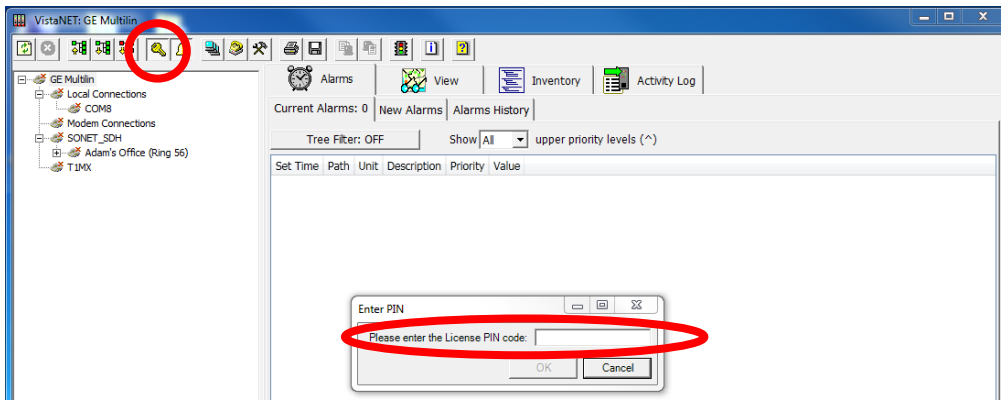 VistaNET: GE Multilin
GE Multilin
Local Connections
COM8
Modem Connections
SONET_SDH
Adam's Office (Ring 56)
T1MX
Alarms View Inventory Activity Log
Current Alarms: 0 New Alarms Alarms History
Tree Filter: OFF Show All upper priority levels (^)
Set Time Path Unit Description Priority Value
Enter PIN
Please enter the License PIN code:
OK Cancel